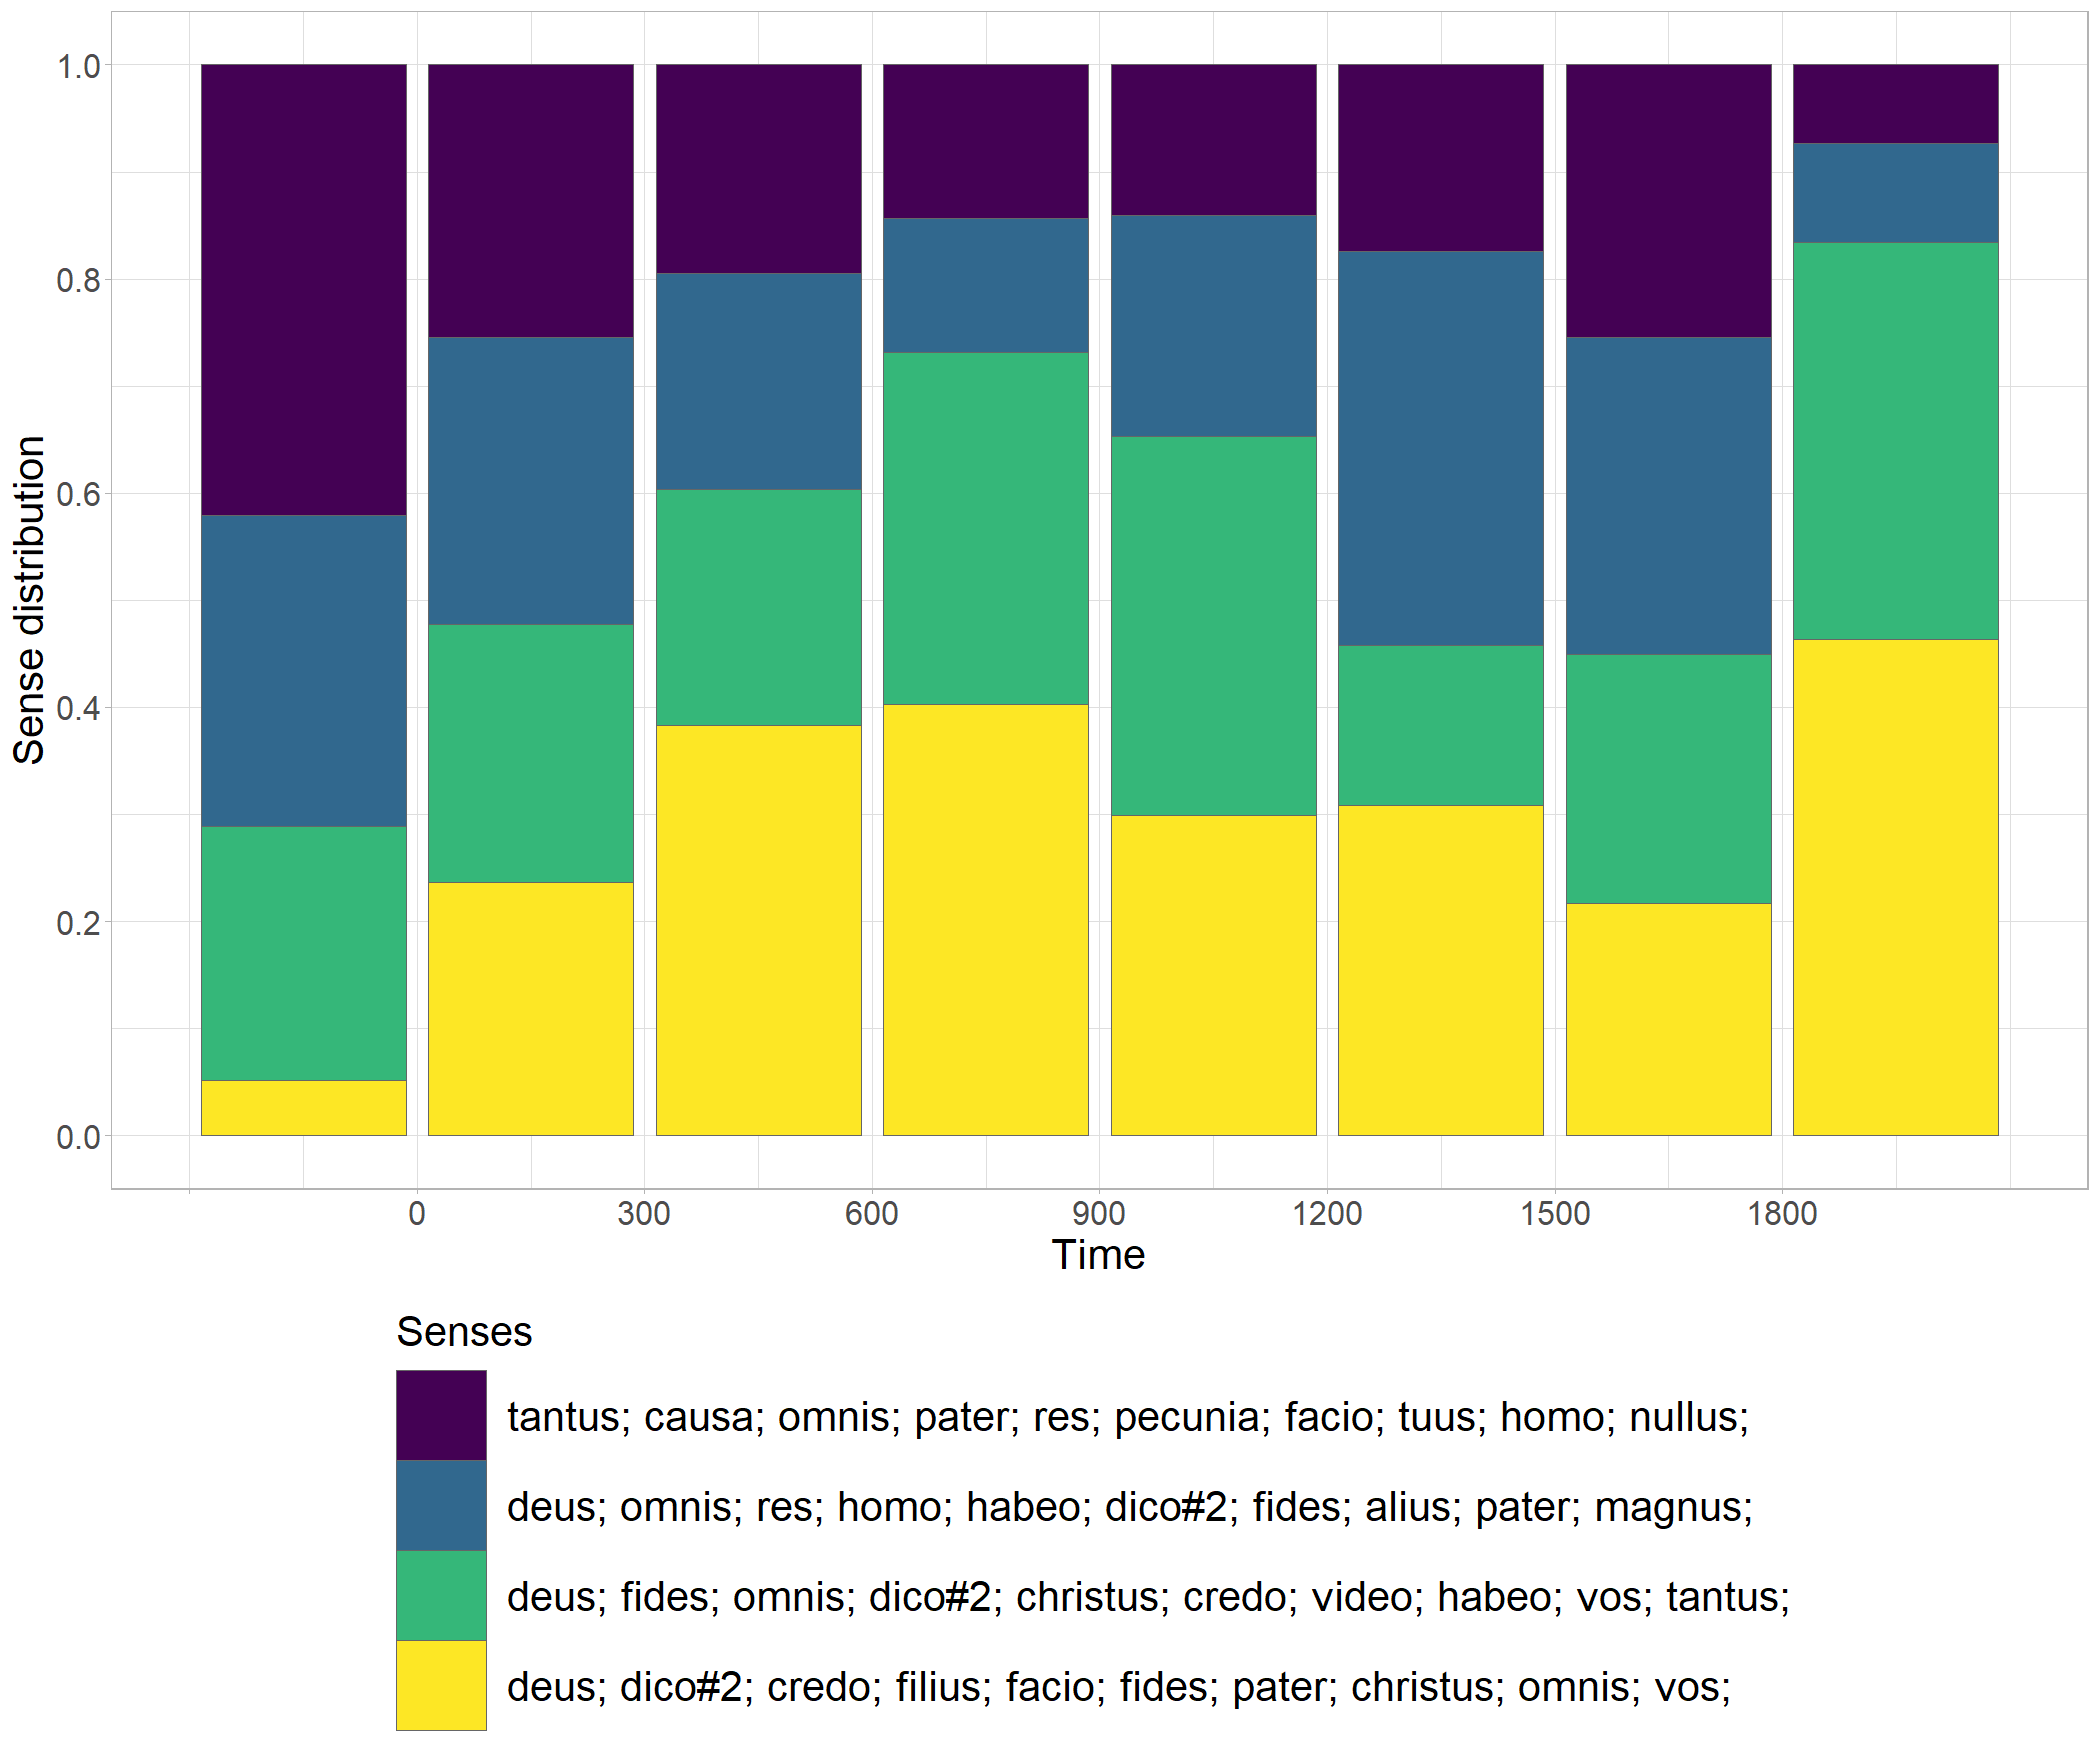 1.0
0.8
0.6
0.4
0.2
0.0
Sense distribution
0 300 600 900 1200 1500 1800
Time
Senses
tantus; causa; omnis; pater; res; pecunia; facio; tuus; homo; nullus;
deus; omnis; res; homo; habeo; dico#2; fides; alius; pater; magnus;
deus; fides; omnis; dico#2; christus; credo; video; habeo; vos; tantus;
deus; dico#2; credo; filius; facio; fides; pater; christus; omnis; vos;